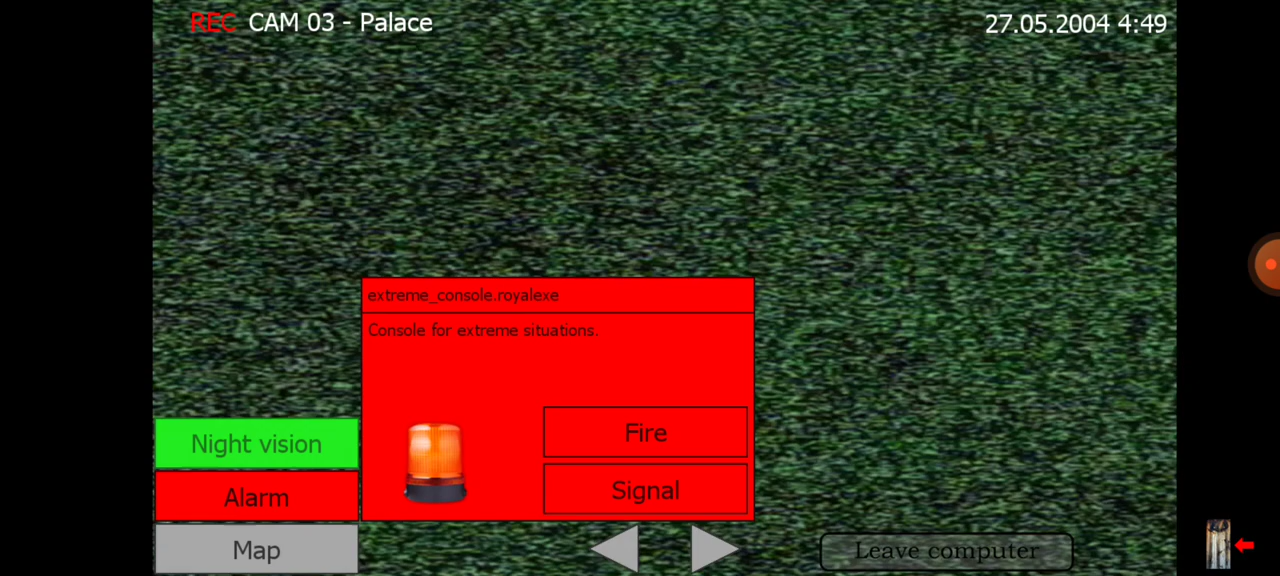 REC CAM 03 - Palace
27.05.2004 4:49
extreme_console.royalexe
Console for extreme situations.
Night vision
Fire
Alarm
Signal
Map
Leave computer